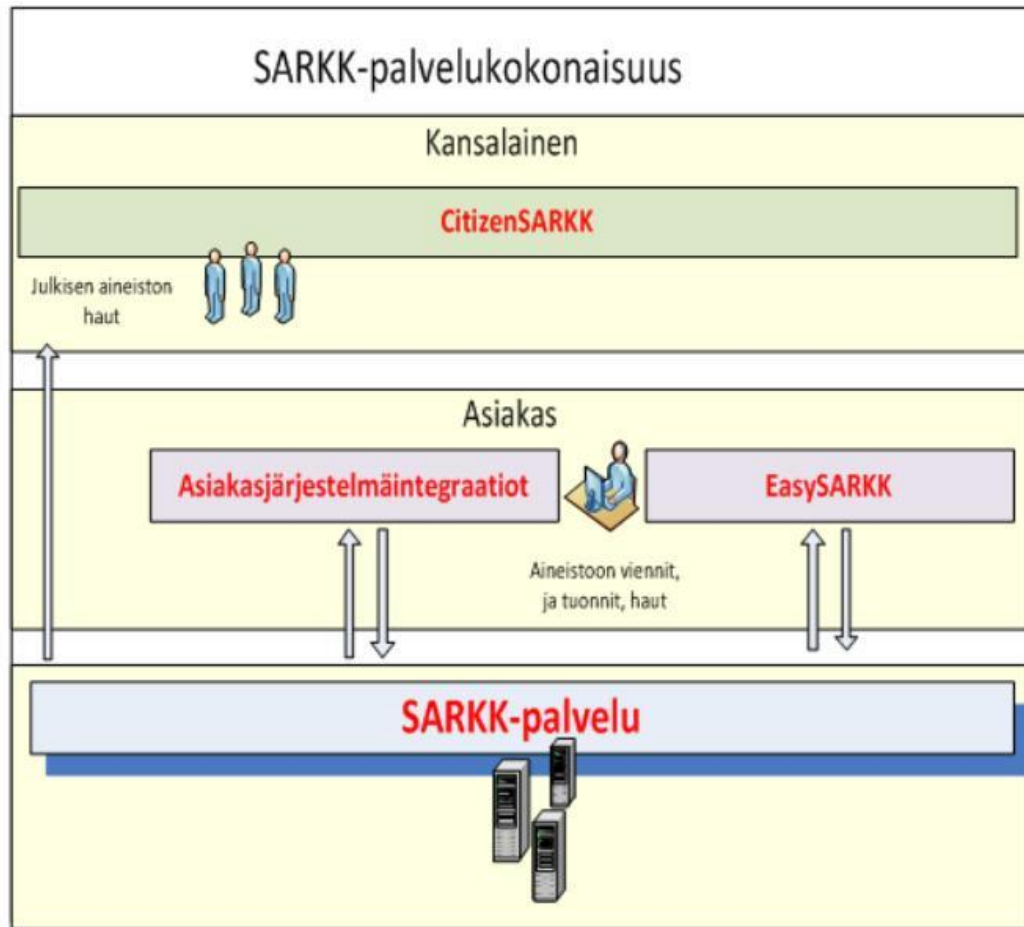 SARKK-palvelukokonaisuus
Kansalainen
CitizenSARKK
Julkisen aineiston
haut
Asiakas
Asiakasjärjestelmäintegraatiot
EasySARKK
Aineistoon viennit,
ja tuonnit, haut
SARKK-palvelu